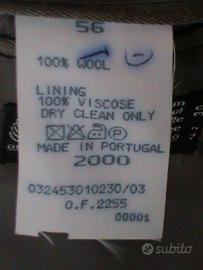 56
100% WOOL
LINING
100% VISCOSE
DRY CLEAN ONLY
MADE IN PORTUGAL
2000
032453010230/03
O.F.2255
00001
subito